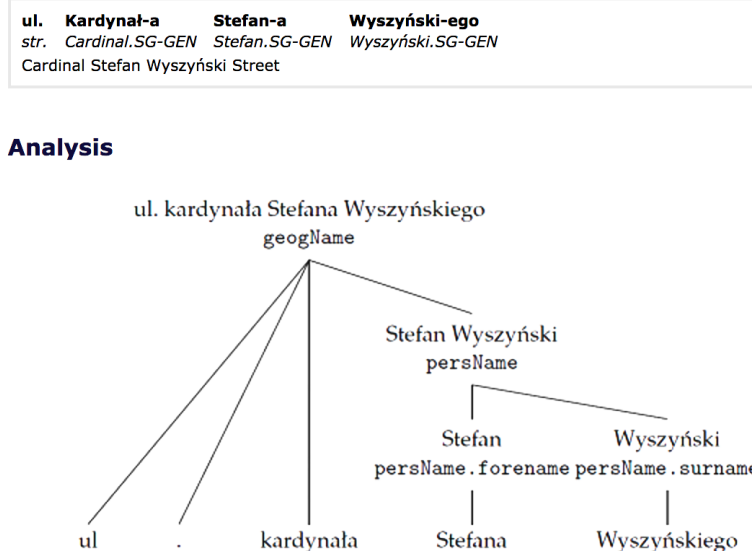 ul. Kardynał-a Stefan-a Wyszyński-ego
str. Cardinal.SG-GEN Stefan.SG-GEN Wyszyński.SG-GEN
Cardinal Stefan Wyszyński Street
Analysis
ul. kardynała Stefana Wyszyńskiego
geogName
Stefan Wyszyński
persName
Stefan Wyszyński
persName.forename persName.surname
ul . kardynała Stefana Wyszyńskiego